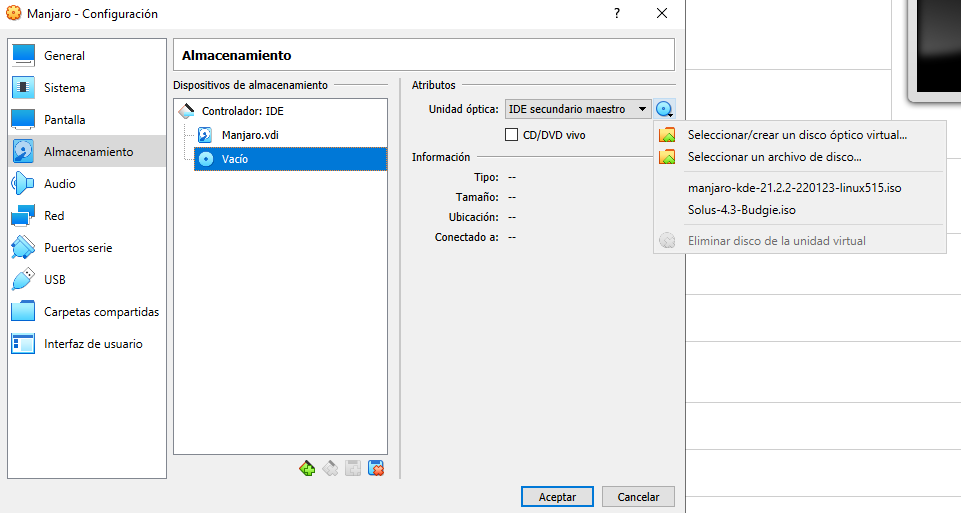 Manjaro - Configuración
?
General
Sistema
Pantalla
Almacenamiento
Audio
Red
Puertos serie
USB
Carpetas compartidas
Interfaz de usuario
Almacenamiento
Dispositivos de almacenamiento
Controlador: IDE
Manjaro.vdi
Vacío
Atributos
Unidad óptica: IDE secundario maestro
CD/DVD vivo
Información
Tipo: --
Tamaño: --
Ubicación: --
Conectado a: --
Seleccionar/crear un disco óptico virtual...
Seleccionar un archivo de disco...
manjaro-kde-21.2.2-220123-linux515.iso
Solus-4.3-Budgie.iso
Eliminar disco de la unidad virtual
Aceptar Cancelar